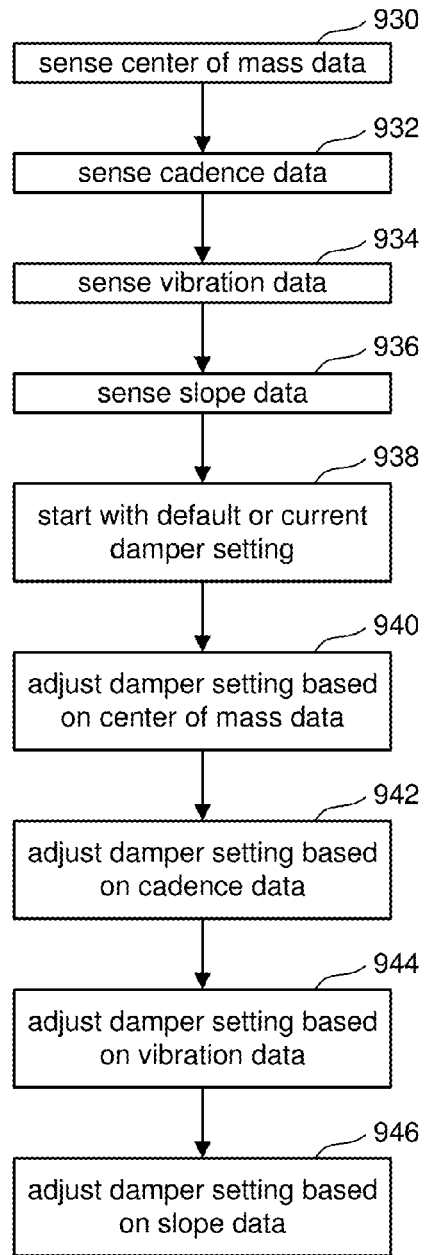 930
sense center of mass data
932
sense cadence data
934
sense vibration data
936
sense slope data
938
start with default or current
damper setting
940
adjust damper setting based
on center of mass data
942
adjust damper setting based
on cadence data
944
adjust damper setting based
on vibration data
946
adjust damper setting based
on slope data